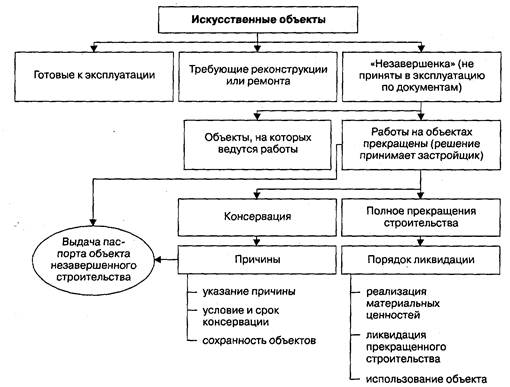 Искусственные объекты
Готовые к эксплуатации
Требующие реконструкции
или ремонта
«Незавершенка» (не
приняты в эксплуатацию
по документам)
Объекты, на которых
ведутся работы
Работы на объектах
прекращены (решение
принимает застройщик)
Консервация
Полное прекращения
строительства
Выдача пас-
порта объекта
незавершенного
строительства
Причины
Порядок ликвидации
указание причины
условие и срок
консервации
сохранность объектов
реализация
материальных
ценностей
ликвидация
прекращенного
строительства
использование объекта